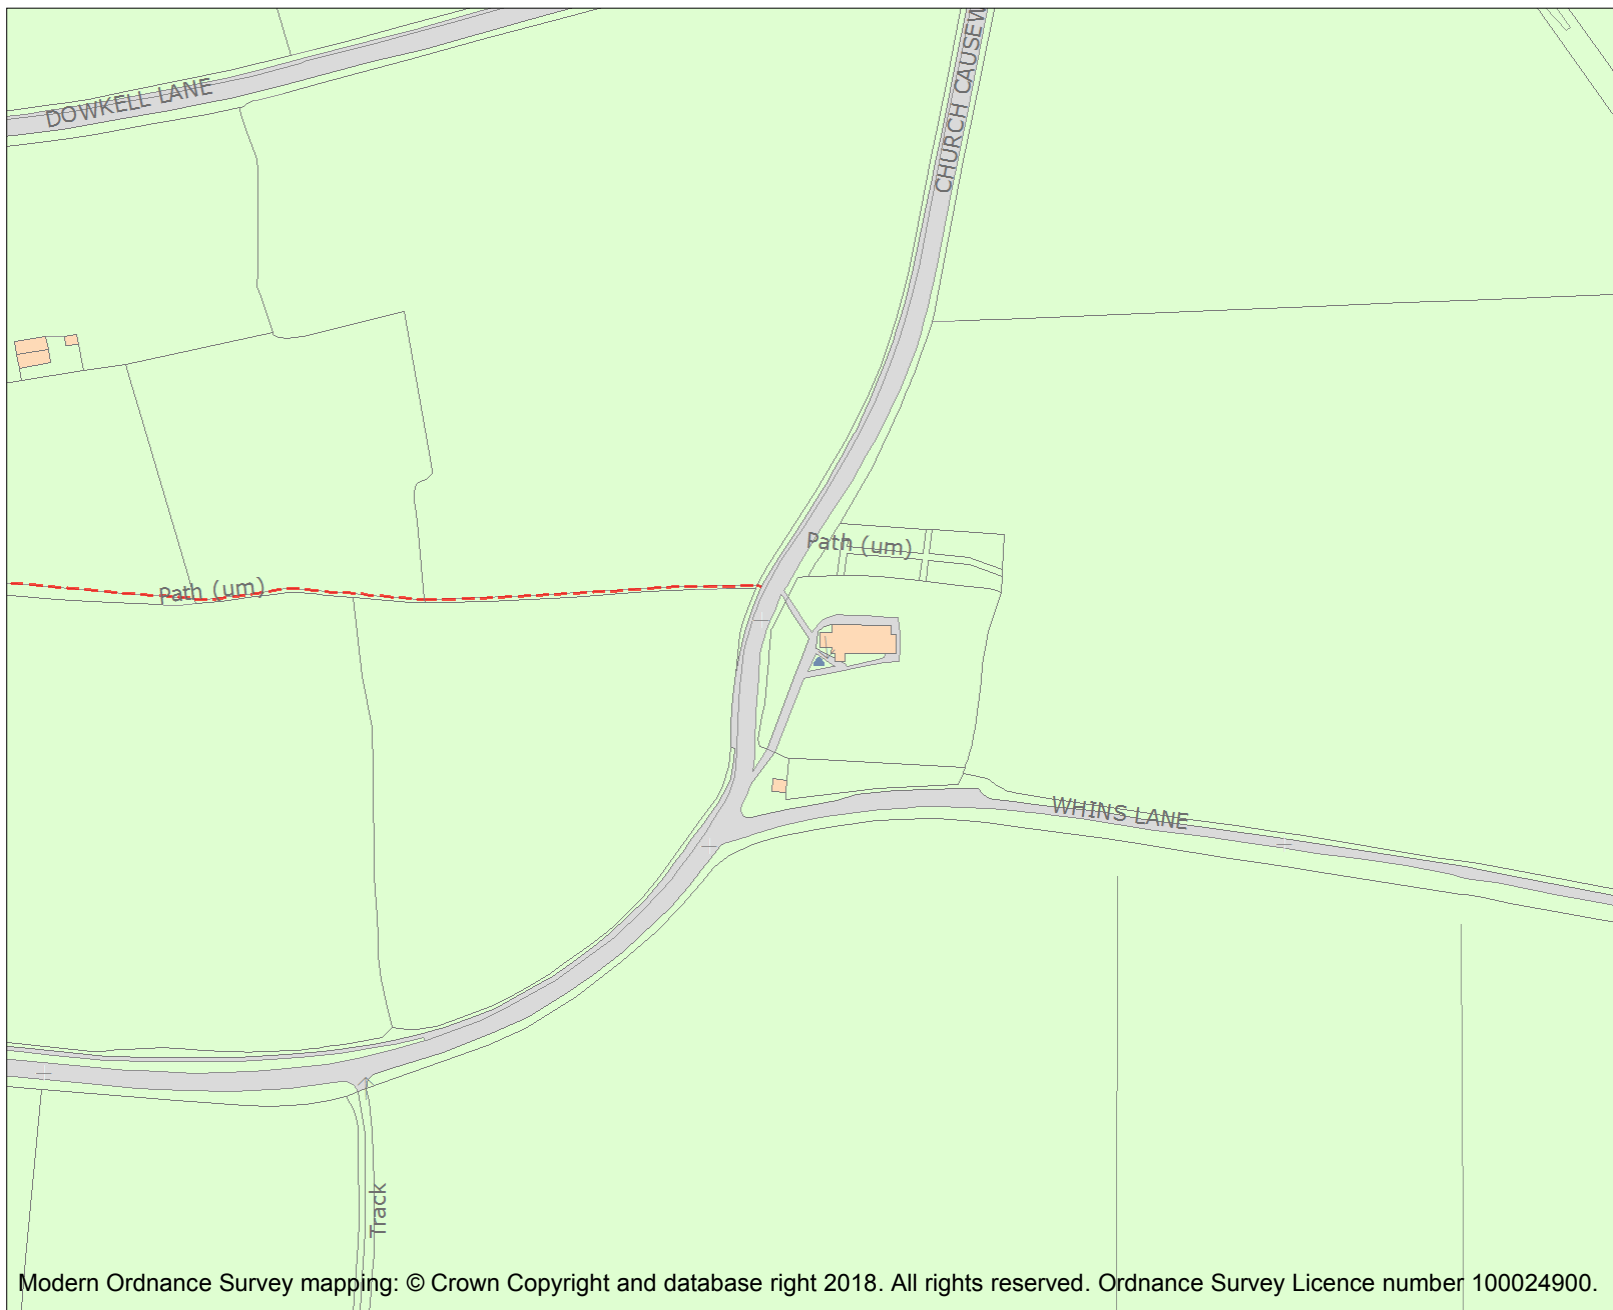 DOWKELL LANE
CHURCH CAUSEW
Path (um)
Path (um)
WHINS LANE
Track
Modern Ordnance Survey mapping: © Crown Copyright and database right 2018. All rights reserved. Ordnance Survey Licence number 100024900.